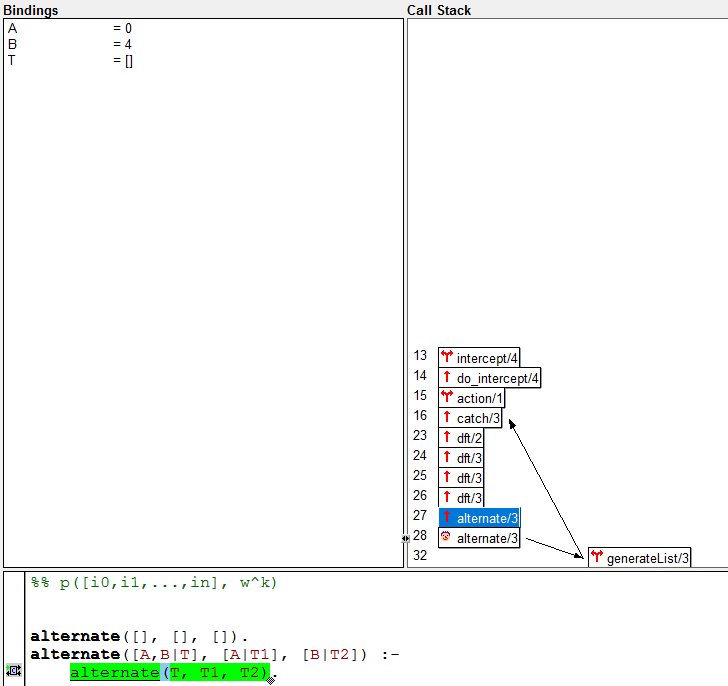 Bindings
A = 0
B = 4
T = []
Call Stack
13 intercept/4
14 do_intercept/4
15 action/1
16 catch/3
23 dft/2
24 dft/3
25 dft/3
26 dft/3
27 alternate/3
28 alternate/3
32 generateList/3
%% p([i0,i1,...,in], w^k)
alternate([], [], []).
alternate([A,B|T], [A|T1], [B|T2]) :-
alternate(T, T1, T2).